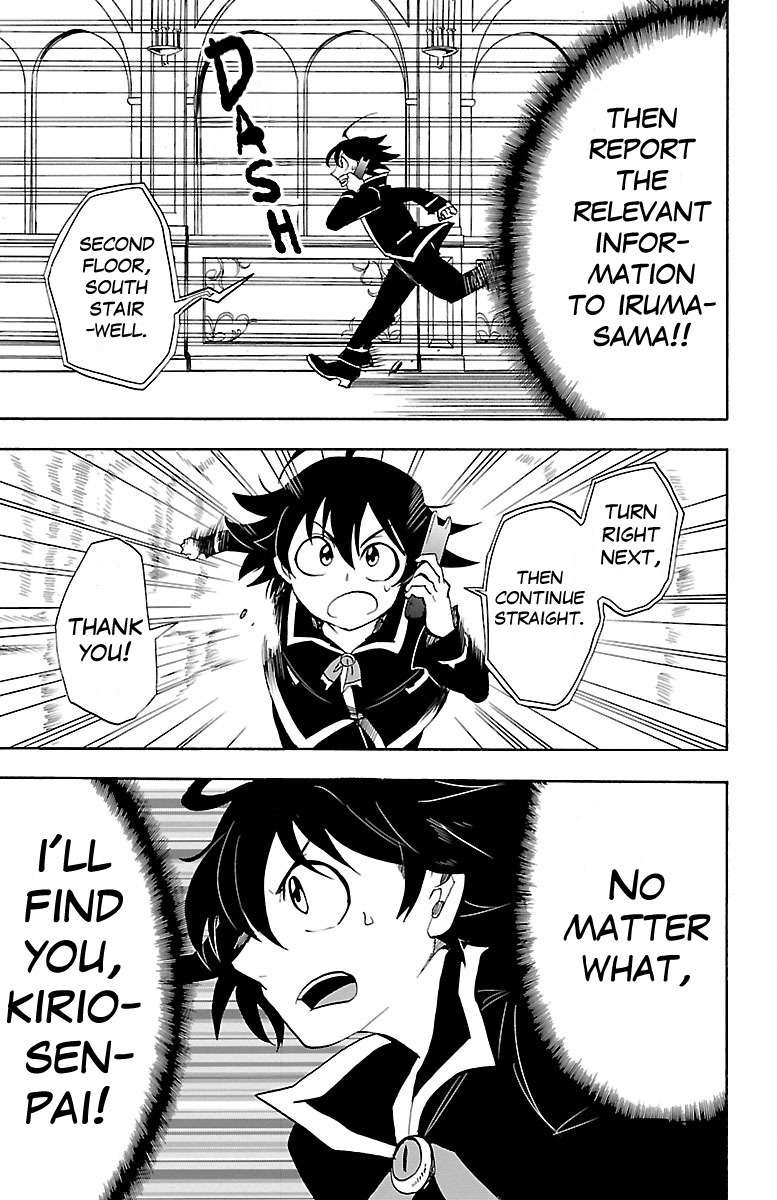 THEN
REPORT
THE
RELEVANT
INFOR-
MATION
TO IRUMA-
SAMA!!
DASH
SECOND
FLOOR,
SOUTH
STAIR
-WELL.
TURN
RIGHT
NEXT,
THEN
CONTINUE
STRAIGHT.
THANK
YOU!
NO
MATTER
WHAT,
I'LL
FIND
YOU,
KIRIO-
SEN-
PAI!